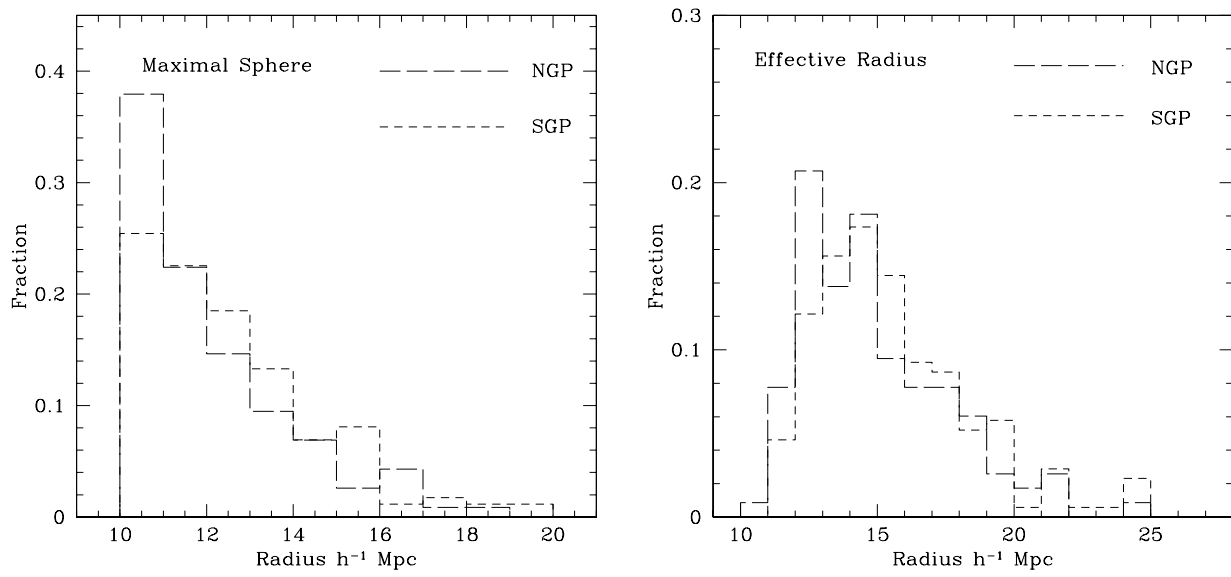 Maximal Sphere
NGP
SGP
0.4
0.3
0.2
0.1
0
Fraction
10 12 14 16 18 20
Radius h⁻¹ Mpc
Effective Radius
NGP
SGP
0.3
0.2
0.1
0
Fraction
10 15 20 25
Radius h⁻¹ Mpc